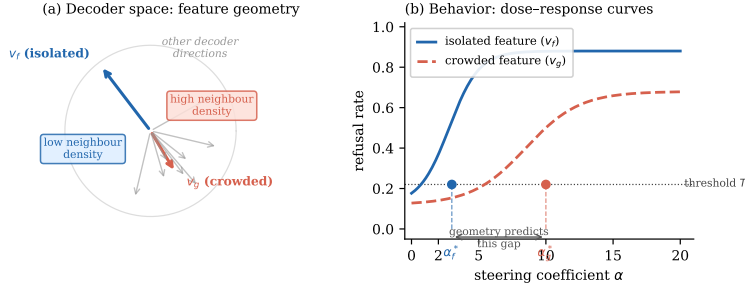 (a) Decoder space: feature geometry
v_f (isolated)
other decoder
directions
high neighbour
density
low neighbour
density
v_g (crowded)
(b) Behavior: dose–response curves
isolated feature (v_f)
crowded feature (v_g)
refusal rate
1.0
0.8
0.6
0.4
0.2
0.0
threshold T
geometry predicts
this gap
0 2 5 10 15 20
α_f^* α_g^*
steering coefficient α